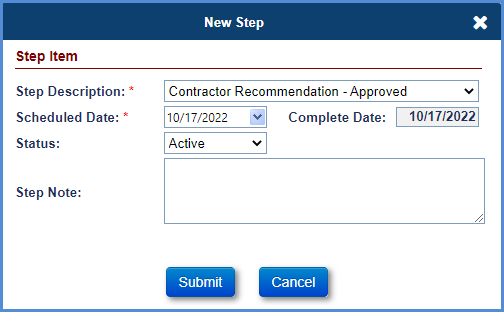 New Step
Step Item
Step Description: * Contractor Recommendation - Approved
Scheduled Date: * 10/17/2022 Complete Date: 10/17/2022
Status: Active
Step Note:
Submit Cancel